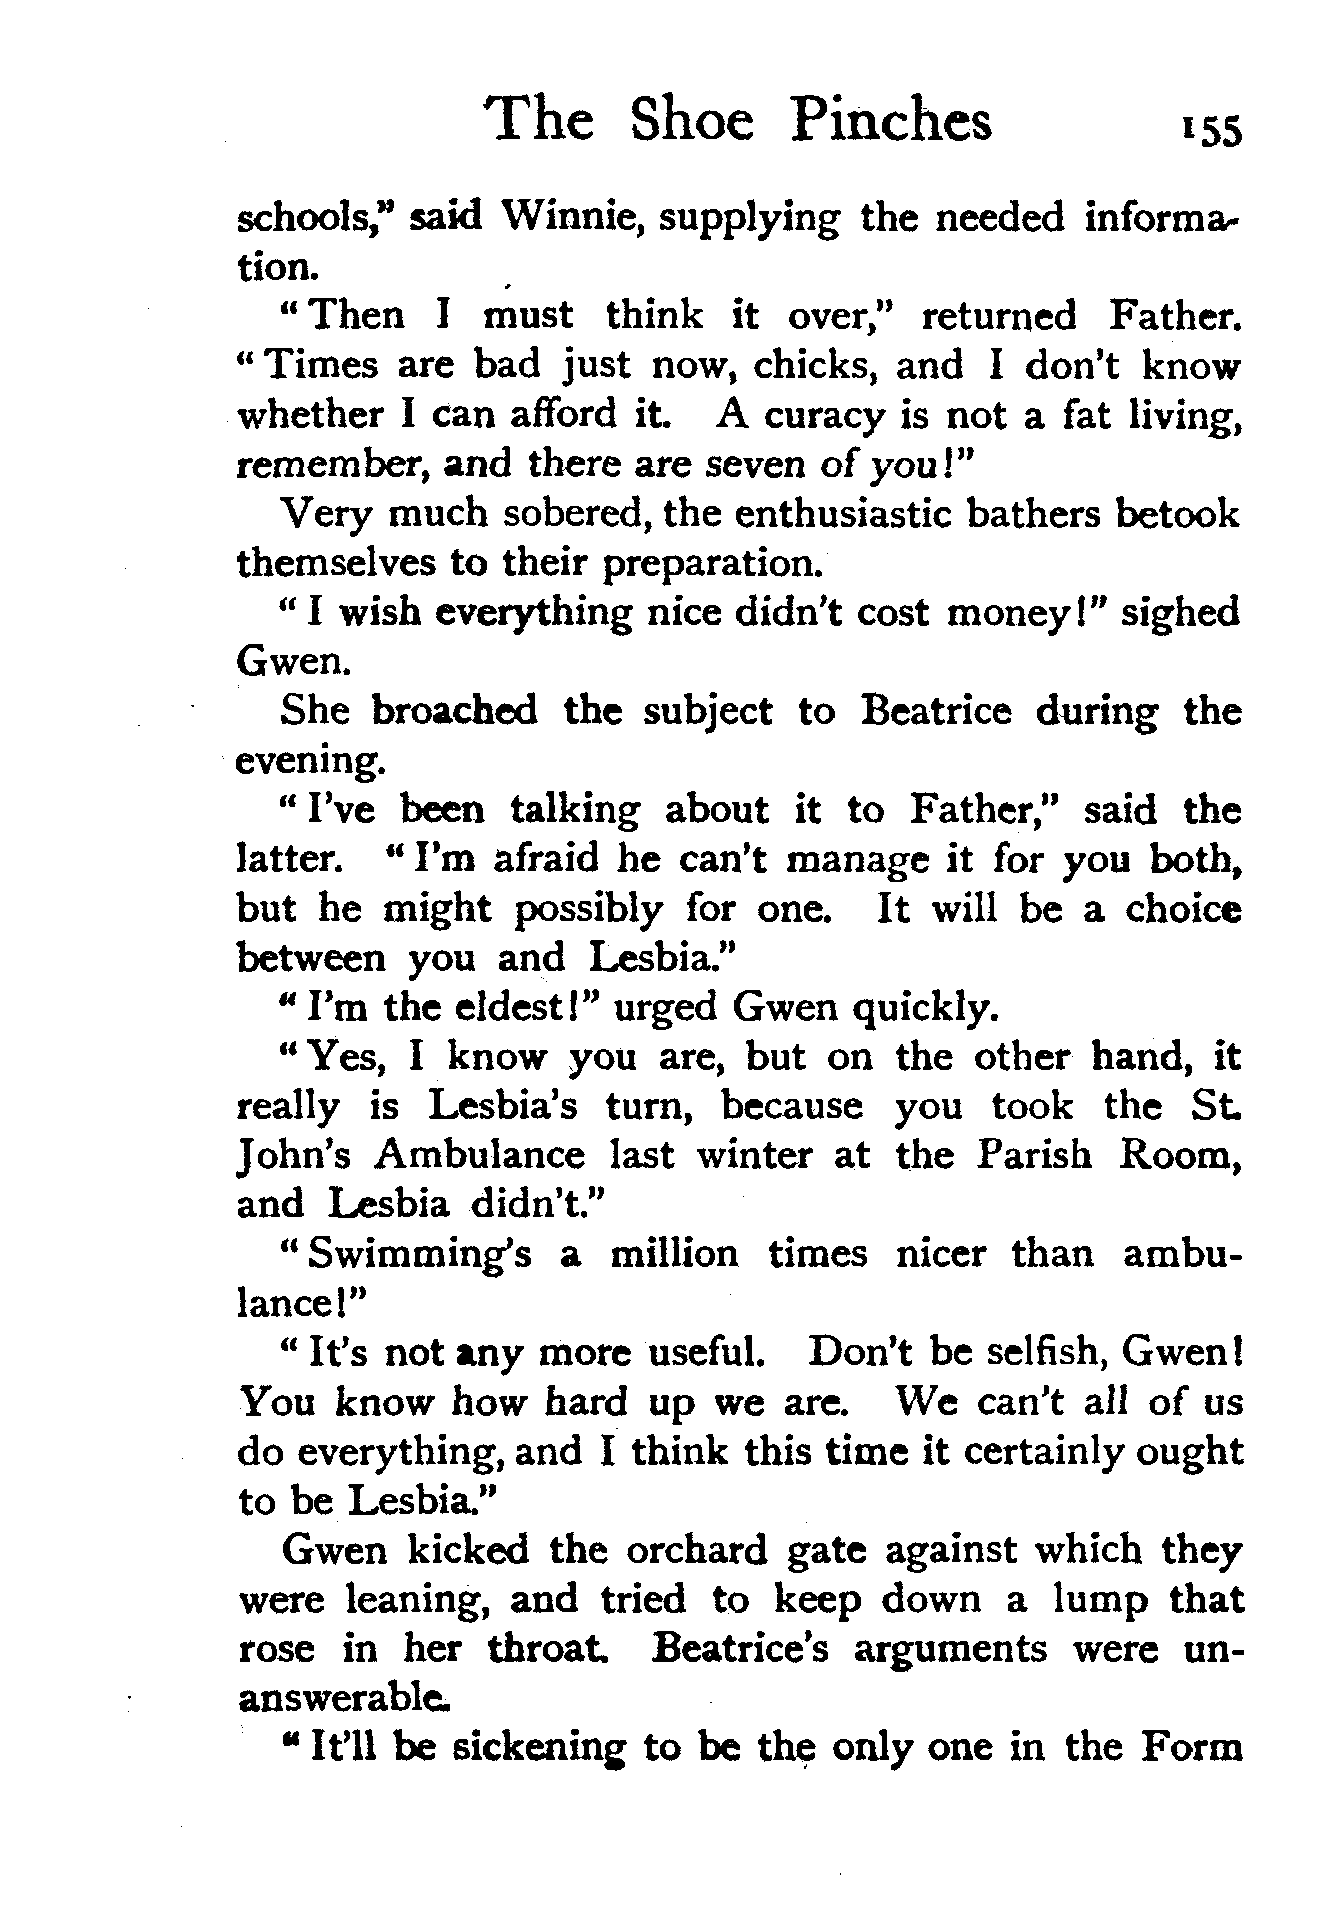 The Shoe Pinches 155
schools," said Winnie, supplying the needed informa-
tion.
"Then I must think it over," returned Father.
"Times are bad just now, chicks, and I don't know
whether I can afford it. A curacy is not a fat living,
remember, and there are seven of you!"
Very much sobered, the enthusiastic bathers betook
themselves to their preparation.
"I wish everything nice didn't cost money!" sighed
Gwen.
She broached the subject to Beatrice during the
evening.
"I've been talking about it to Father," said the
latter. "I'm afraid he can't manage it for you both,
but he might possibly for one. It will be a choice
between you and Lesbia."
"I'm the eldest!" urged Gwen quickly.
"Yes, I know you are, but on the other hand, it
really is Lesbia's turn, because you took the St.
John's Ambulance last winter at the Parish Room,
and Lesbia didn't."
"Swimming's a million times nicer than ambu-
lance!"
"It's not any more useful. Don't be selfish, Gwen!
You know how hard up we are. We can't all of us
do everything, and I think this time it certainly ought
to be Lesbia."
Gwen kicked the orchard gate against which they
were leaning, and tried to keep down a lump that
rose in her throat. Beatrice's arguments were un-
answerable.
"It'll be sickening to be the only one in the Form